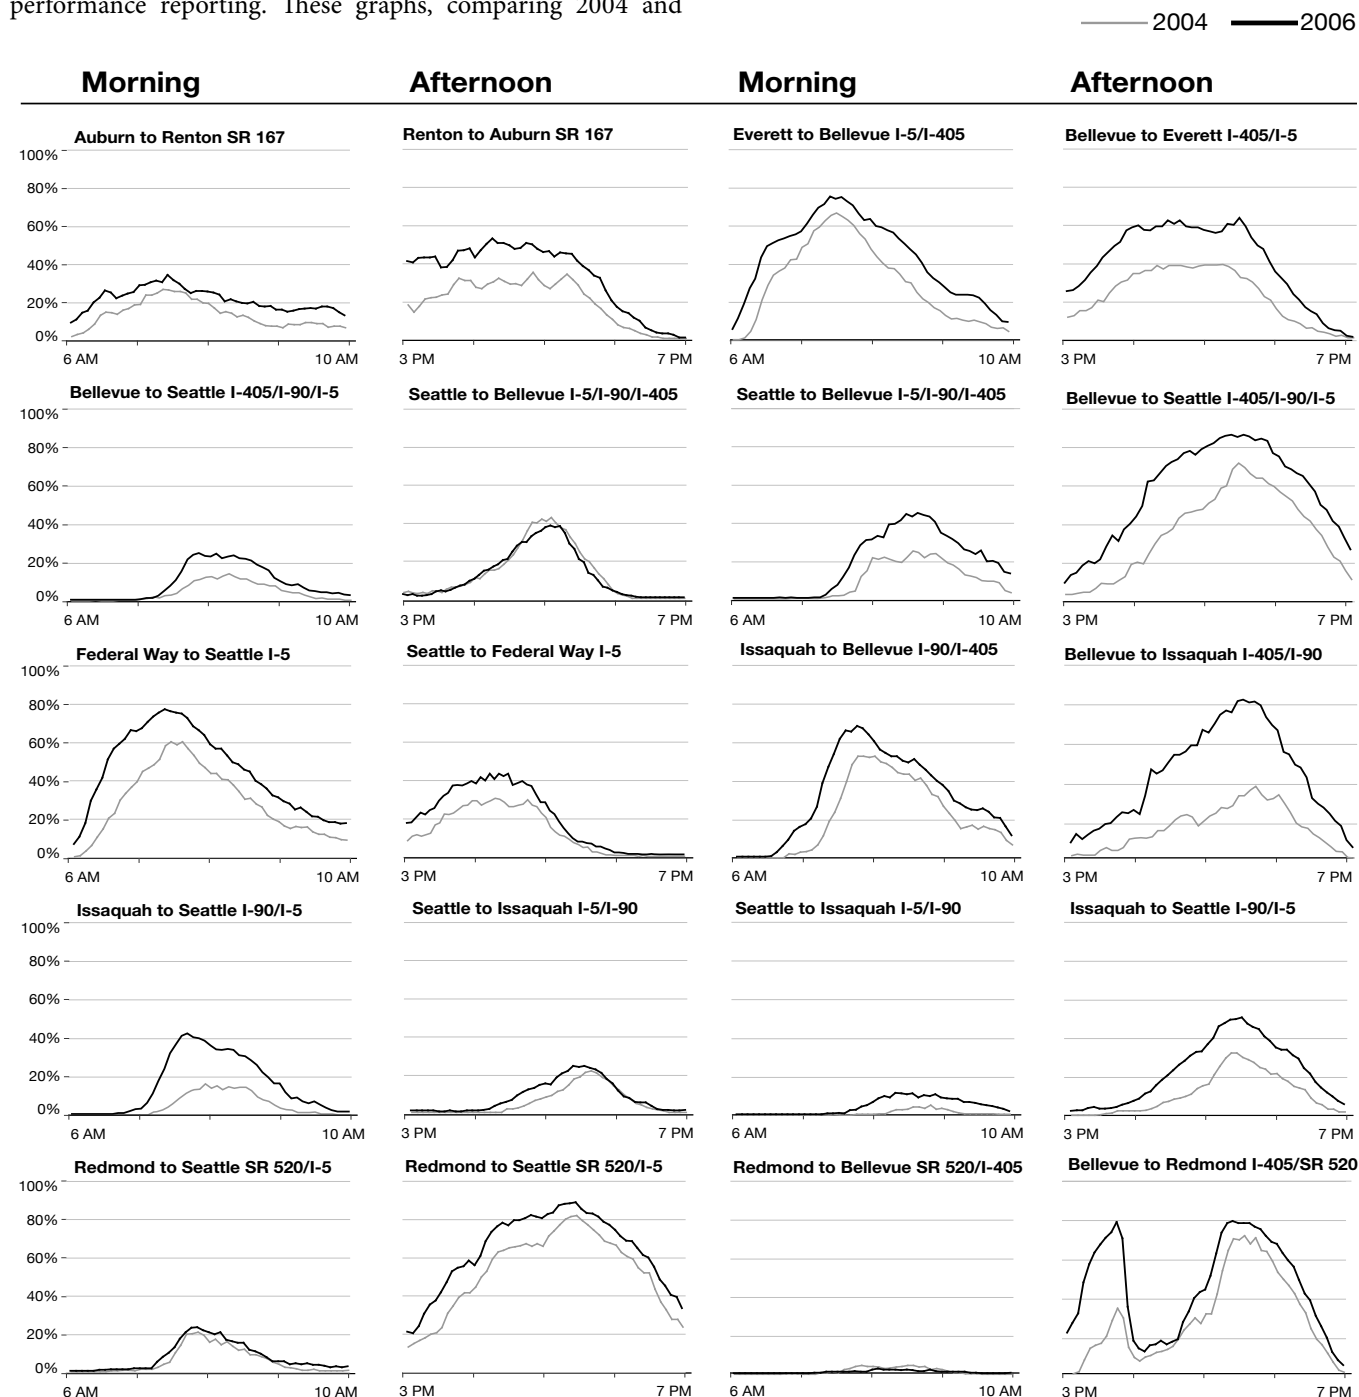 performance reporting. These graphs, comparing 2004 and
2004 2006
Morning Afternoon Morning Afternoon
Auburn to Renton SR 167
100%
80%
60%
40%
20%
0%
6 AM 10 AM
Renton to Auburn SR 167
3 PM 7 PM
Everett to Bellevue I-5/I-405
6 AM 10 AM
Bellevue to Everett I-405/I-5
3 PM 7 PM
Bellevue to Seattle I-405/I-90/I-5
100%
80%
60%
40%
20%
0%
6 AM 10 AM
Seattle to Bellevue I-5/I-90/I-405
3 PM 7 PM
Seattle to Bellevue I-5/I-90/I-405
6 AM 10 AM
Bellevue to Seattle I-405/I-90/I-5
3 PM 7 PM
Federal Way to Seattle I-5
100%
80%
60%
40%
20%
0%
6 AM 10 AM
Seattle to Federal Way I-5
3 PM 7 PM
Issaquah to Bellevue I-90/I-405
6 AM 10 AM
Bellevue to Issaquah I-405/I-90
3 PM 7 PM
Issaquah to Seattle I-90/I-5
100%
80%
60%
40%
20%
0%
6 AM 10 AM
Seattle to Issaquah I-5/I-90
3 PM 7 PM
Seattle to Issaquah I-5/I-90
6 AM 10 AM
Issaquah to Seattle I-90/I-5
3 PM 7 PM
Redmond to Seattle SR 520/I-5
100%
80%
60%
40%
20%
0%
6 AM 10 AM
Redmond to Seattle SR 520/I-5
3 PM 7 PM
Redmond to Bellevue SR 520/I-405
6 AM 10 AM
Bellevue to Redmond I-405/SR 520
3 PM 7 PM